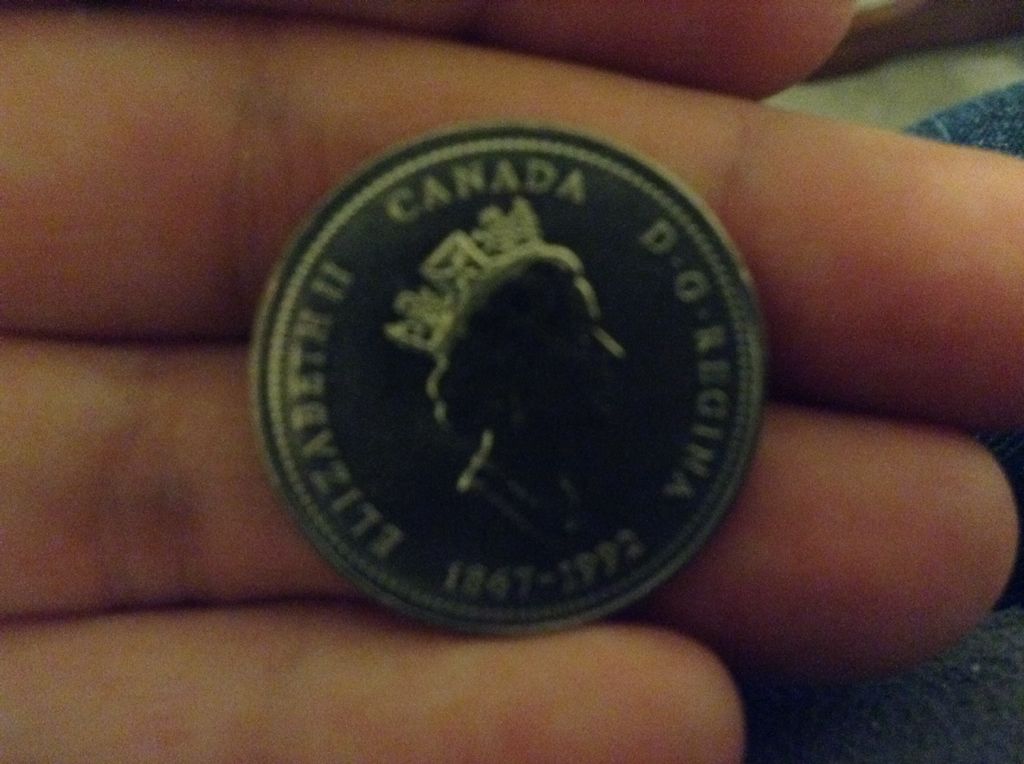 ELIZABETH II
CANADA
D·G·REGINA
1867-1992